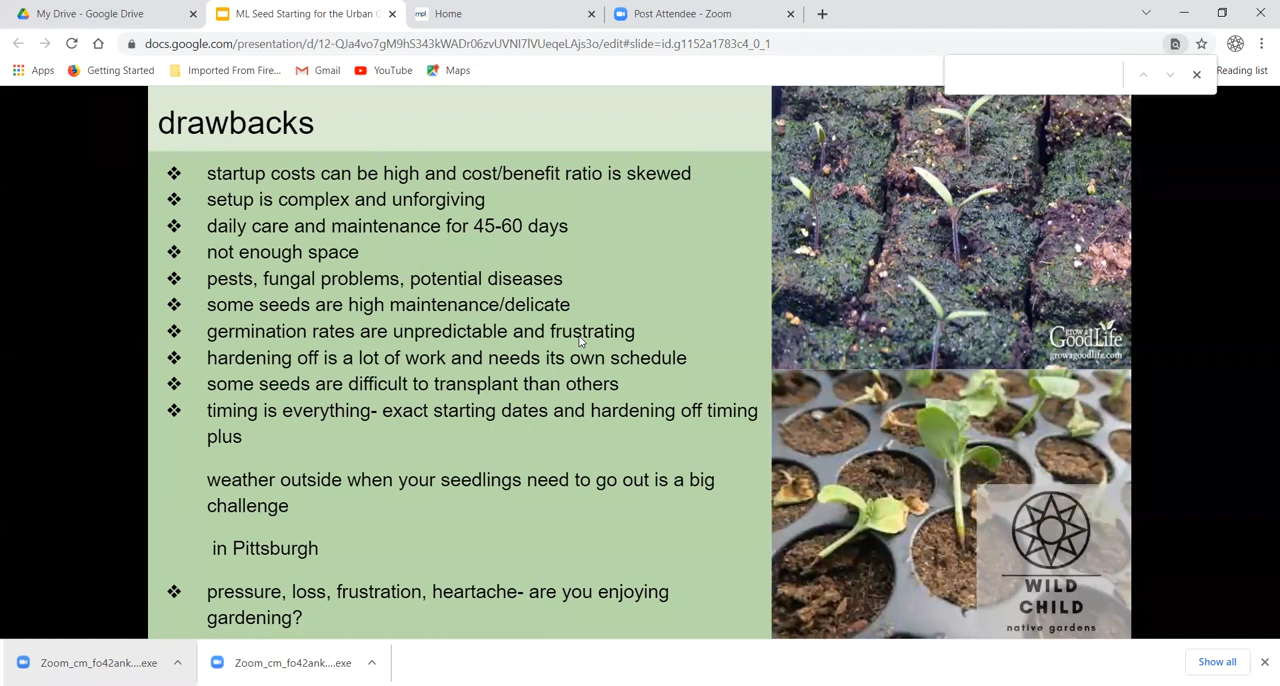 My Drive - Google Drive
ML Seed Starting for the Urban G
mpl Home
Post Attendee - Zoom
docs.google.com/presentation/d/12-QJa4vo7gM9hS343kWADr06zvUVNI7lVUeqeLAjs3o/edit#slide=id.g1152a1783c4_0_1
Apps
Getting Started
Imported From Fire...
Gmail
YouTube
Maps
Reading list
drawbacks
startup costs can be high and cost/benefit ratio is skewed
setup is complex and unforgiving
daily care and maintenance for 45-60 days
not enough space
pests, fungal problems, potential diseases
some seeds are high maintenance/delicate
germination rates are unpredictable and frustrating
hardening off is a lot of work and needs its own schedule
some seeds are difficult to transplant than others
timing is everything- exact starting dates and hardening off timing
plus
weather outside when your seedlings need to go out is a big
challenge
in Pittsburgh
pressure, loss, frustration, heartache- are you enjoying
gardening?
grow a
GoodLife
growagoodlife.com
WILD
CHILD
native gardens
Zoom_cm_fo42ank....exe
Zoom_cm_fo42ank....exe
Show all